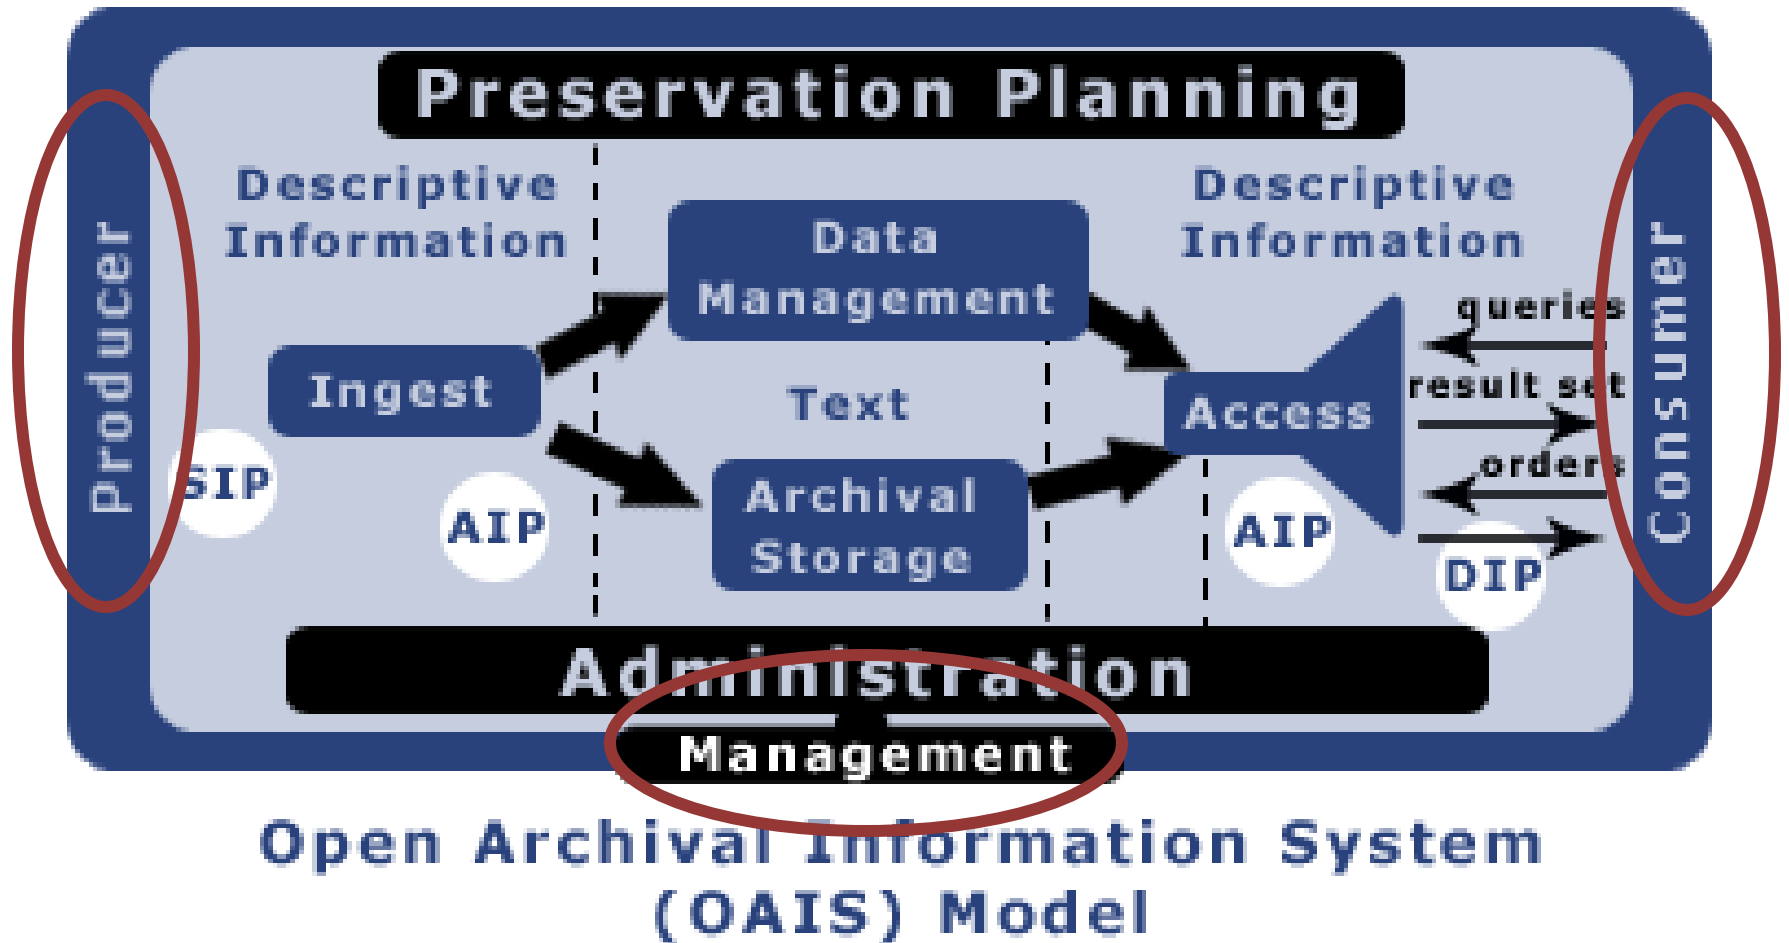 Preservation Planning
Descriptive
Information
Descriptive
Information
Data
Management
Producer
Consumer
queries
Ingest
Text
Access
result set
orders
SIP
AIP
Archival
Storage
AIP
DIP
Administration
Management
Open Archival Information System
(OAIS) Model